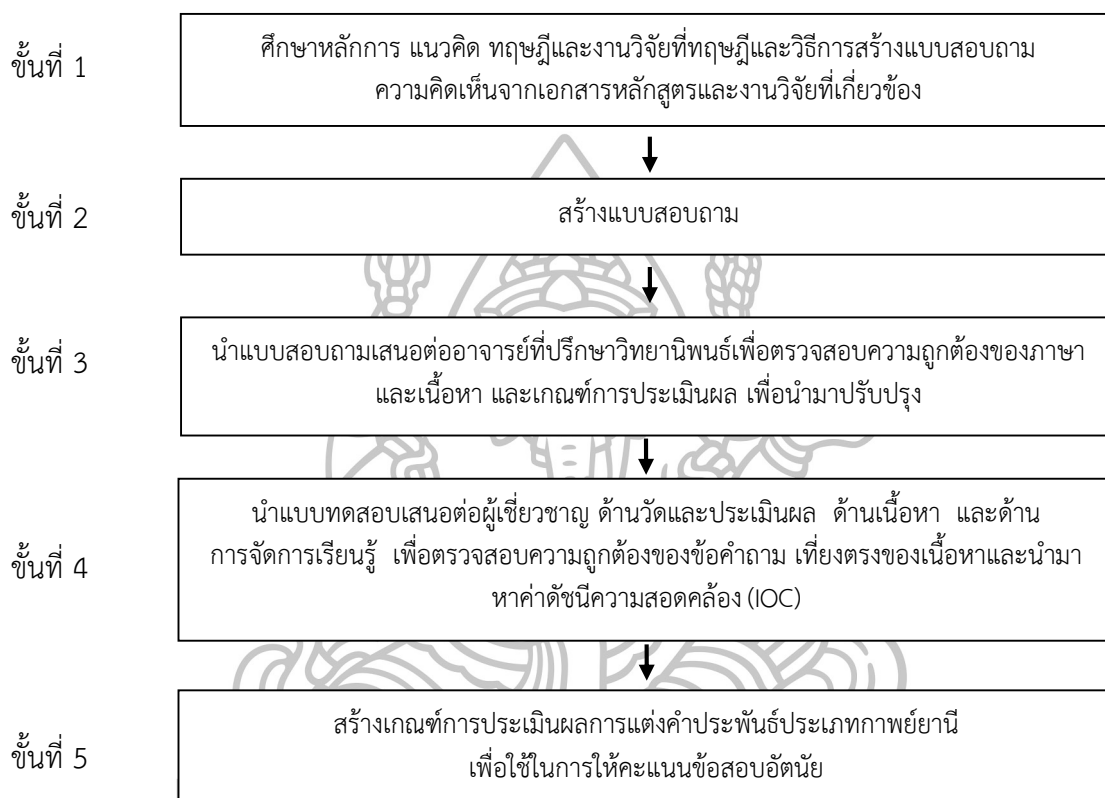 ขั้นที่ 1
ศึกษาหลักการ แนวคิด ทฤษฎีและงานวิจัยที่ทฤษฎีและวิธีการสร้างแบบสอบถาม
ความคิดเห็นจากเอกสารหลักสูตรและงานวิจัยที่เกี่ยวข้อง
ขั้นที่ 2
สร้างแบบสอบถาม
ขั้นที่ 3
นำแบบสอบถามเสนอต่ออาจารย์ที่ปรึกษาวิทยานิพนธ์เพื่อตรวจสอบความถูกต้องของภาษา
และเนื้อหา และเกณฑ์การประเมินผล เพื่อนำมาปรับปรุง
ขั้นที่ 4
นำแบบทดสอบเสนอต่อผู้เชี่ยวชาญ ด้านวัดและประเมินผล ด้านเนื้อหา และด้าน
การจัดการเรียนรู้ เพื่อตรวจสอบความถูกต้องของข้อคำถาม เที่ยงตรงของเนื้อหาและนำมา
หาค่าดัชนีความสอดคล้อง (IOC)
ขั้นที่ 5
สร้างเกณฑ์การประเมินผลการแต่งคำประพันธ์ประเภทกาพย์ยานี
เพื่อใช้ในการให้คะแนนข้อสอบอัตนัย